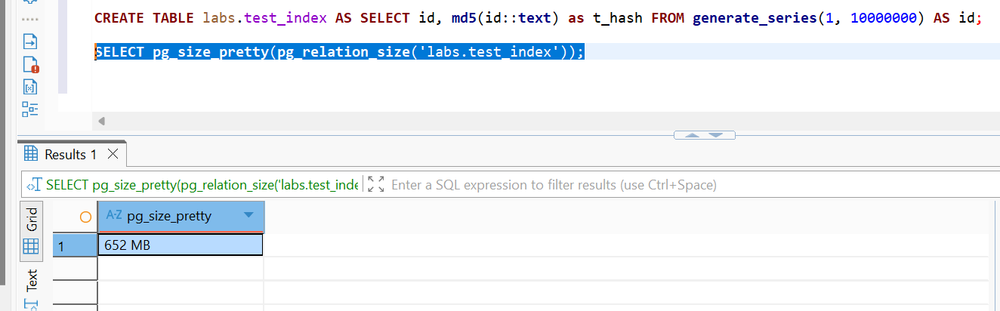 CREATE TABLE labs.test_index AS SELECT id, md5(id::text) as t_hash FROM generate_series(1, 10000000) AS id;
SELECT pg_size_pretty(pg_relation_size('labs.test_index'));
Results 1
SELECT pg_size_pretty(pg_relation_size('labs.test_inde
Enter a SQL expression to filter results (use Ctrl+Space)
Grid
A-Z pg_size_pretty
1 652 MB
Text